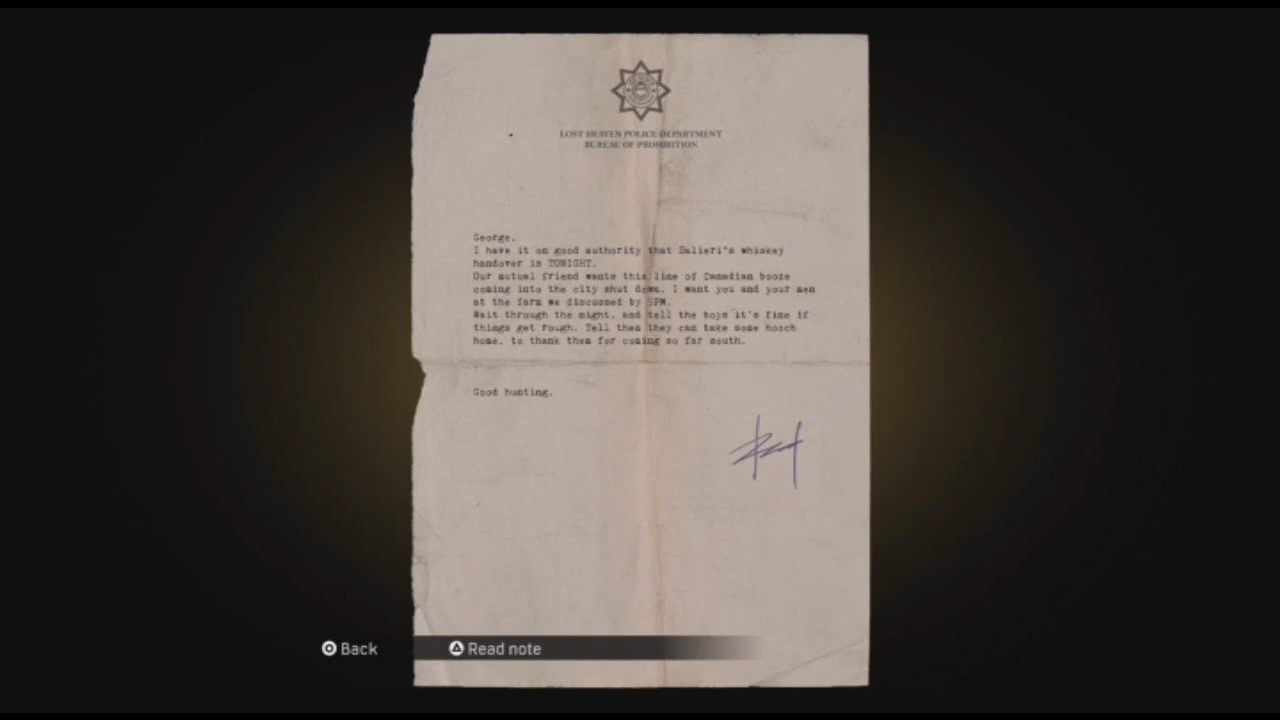 LOST HEAVEN POLICE DEPARTMENT
BUREAU OF PROHIBITION
George,
I have it on good authority that Salieri's whiskey
handover is TONIGHT.
Our mutual friend wants this line of Canadian booze
coming into the city shut down. I want you and your men
at the farm we discussed by 9PM.
Wait through the night, and tell the boys it's fine if
things get rough. Tell them they can take some hooch
home, to thank them for coming so far south.
Good hunting.
Back
Read note